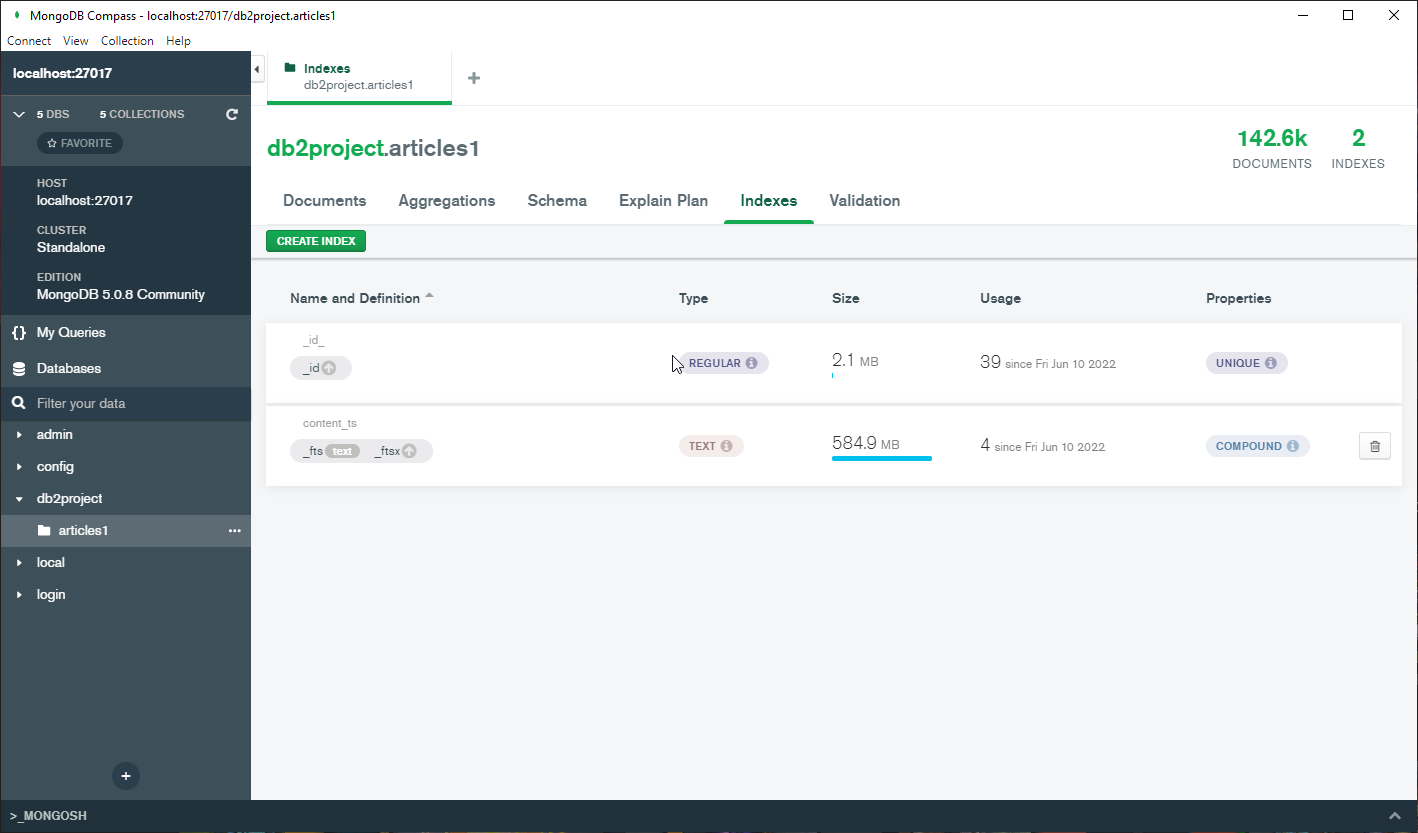 MongoDB Compass - localhost:27017/db2project.articles1
Connect View Collection Help
localhost:27017
5 DBS 5 COLLECTIONS
FAVORITE
HOST
localhost:27017
CLUSTER
Standalone
EDITION
MongoDB 5.0.8 Community
{} My Queries
Databases
Filter your data
admin
config
db2project
articles1 •••
local
login
+
Indexes
db2project.articles1
+
db2project.articles1
142.6k
DOCUMENTS
2
INDEXES
Documents Aggregations Schema Explain Plan Indexes Validation
CREATE INDEX
Name and Definition Type Size Usage Properties
_id_
_id REGULAR 2.1 MB 39 since Fri Jun 10 2022 UNIQUE
content_ts
_fts text _ftsx TEXT 584.9 MB 4 since Fri Jun 10 2022 COMPOUND
>_MONGOSH